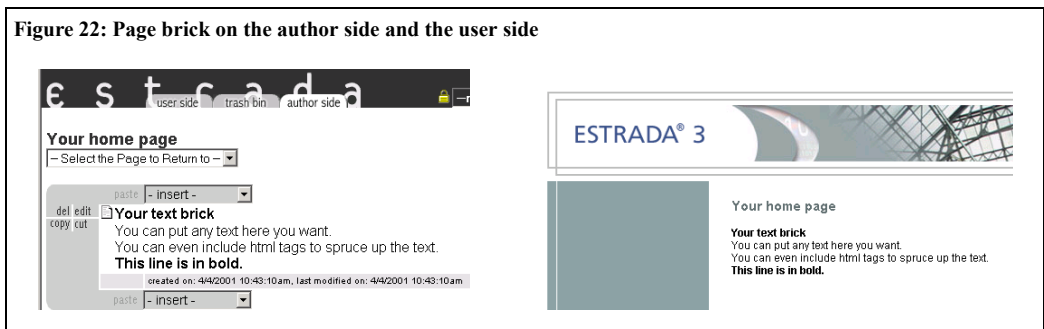 Figure 22: Page brick on the author side and the user side
estrada
user side trash bin author side
Your home page
– Select the Page to Return to –
paste - insert -
del edit
copy cut
Your text brick
You can put any text here you want.
You can even include html tags to spruce up the text.
This line is in bold.
created on: 4/4/2001 10:43:10am, last modified on: 4/4/2001 10:43:10am
paste - insert -
ESTRADA® 3
Your home page
Your text brick
You can put any text here you want.
You can even include html tags to spruce up the text.
This line is in bold.